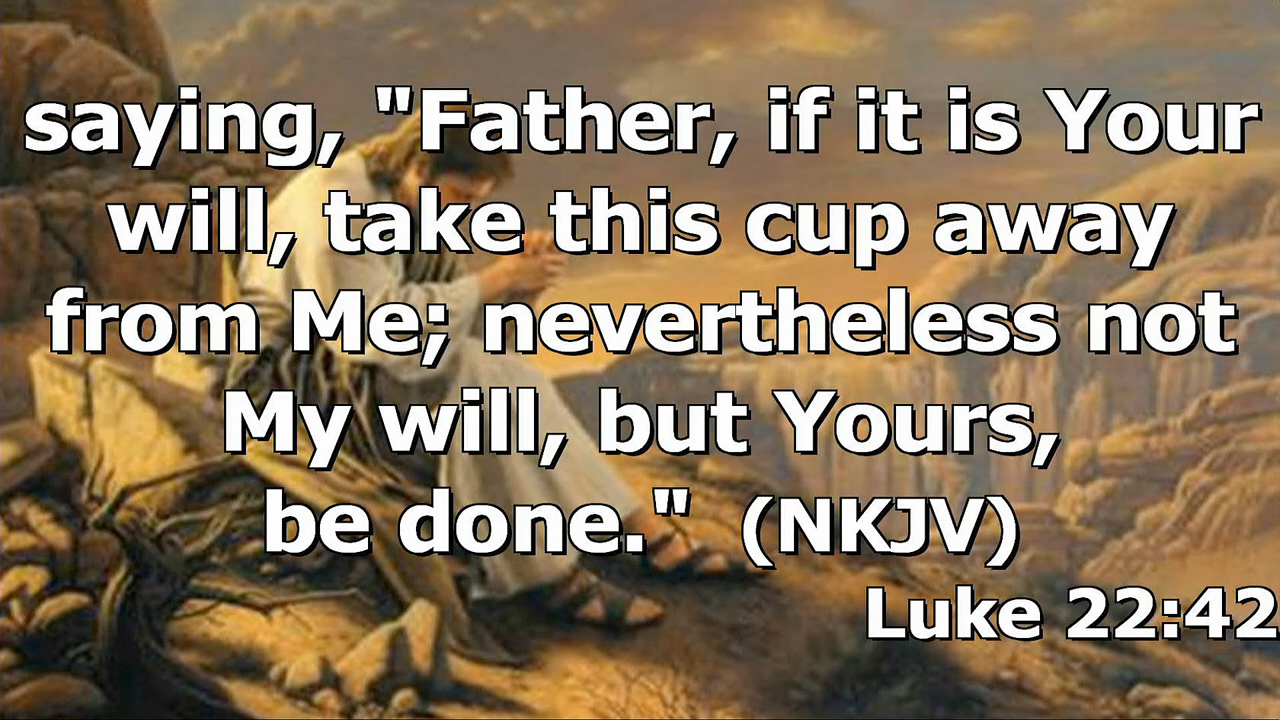 saying, "Father, if it is Your
will, take this cup away
from Me; nevertheless not
My will, but Yours,
be done."  (NKJV)
Luke 22:42